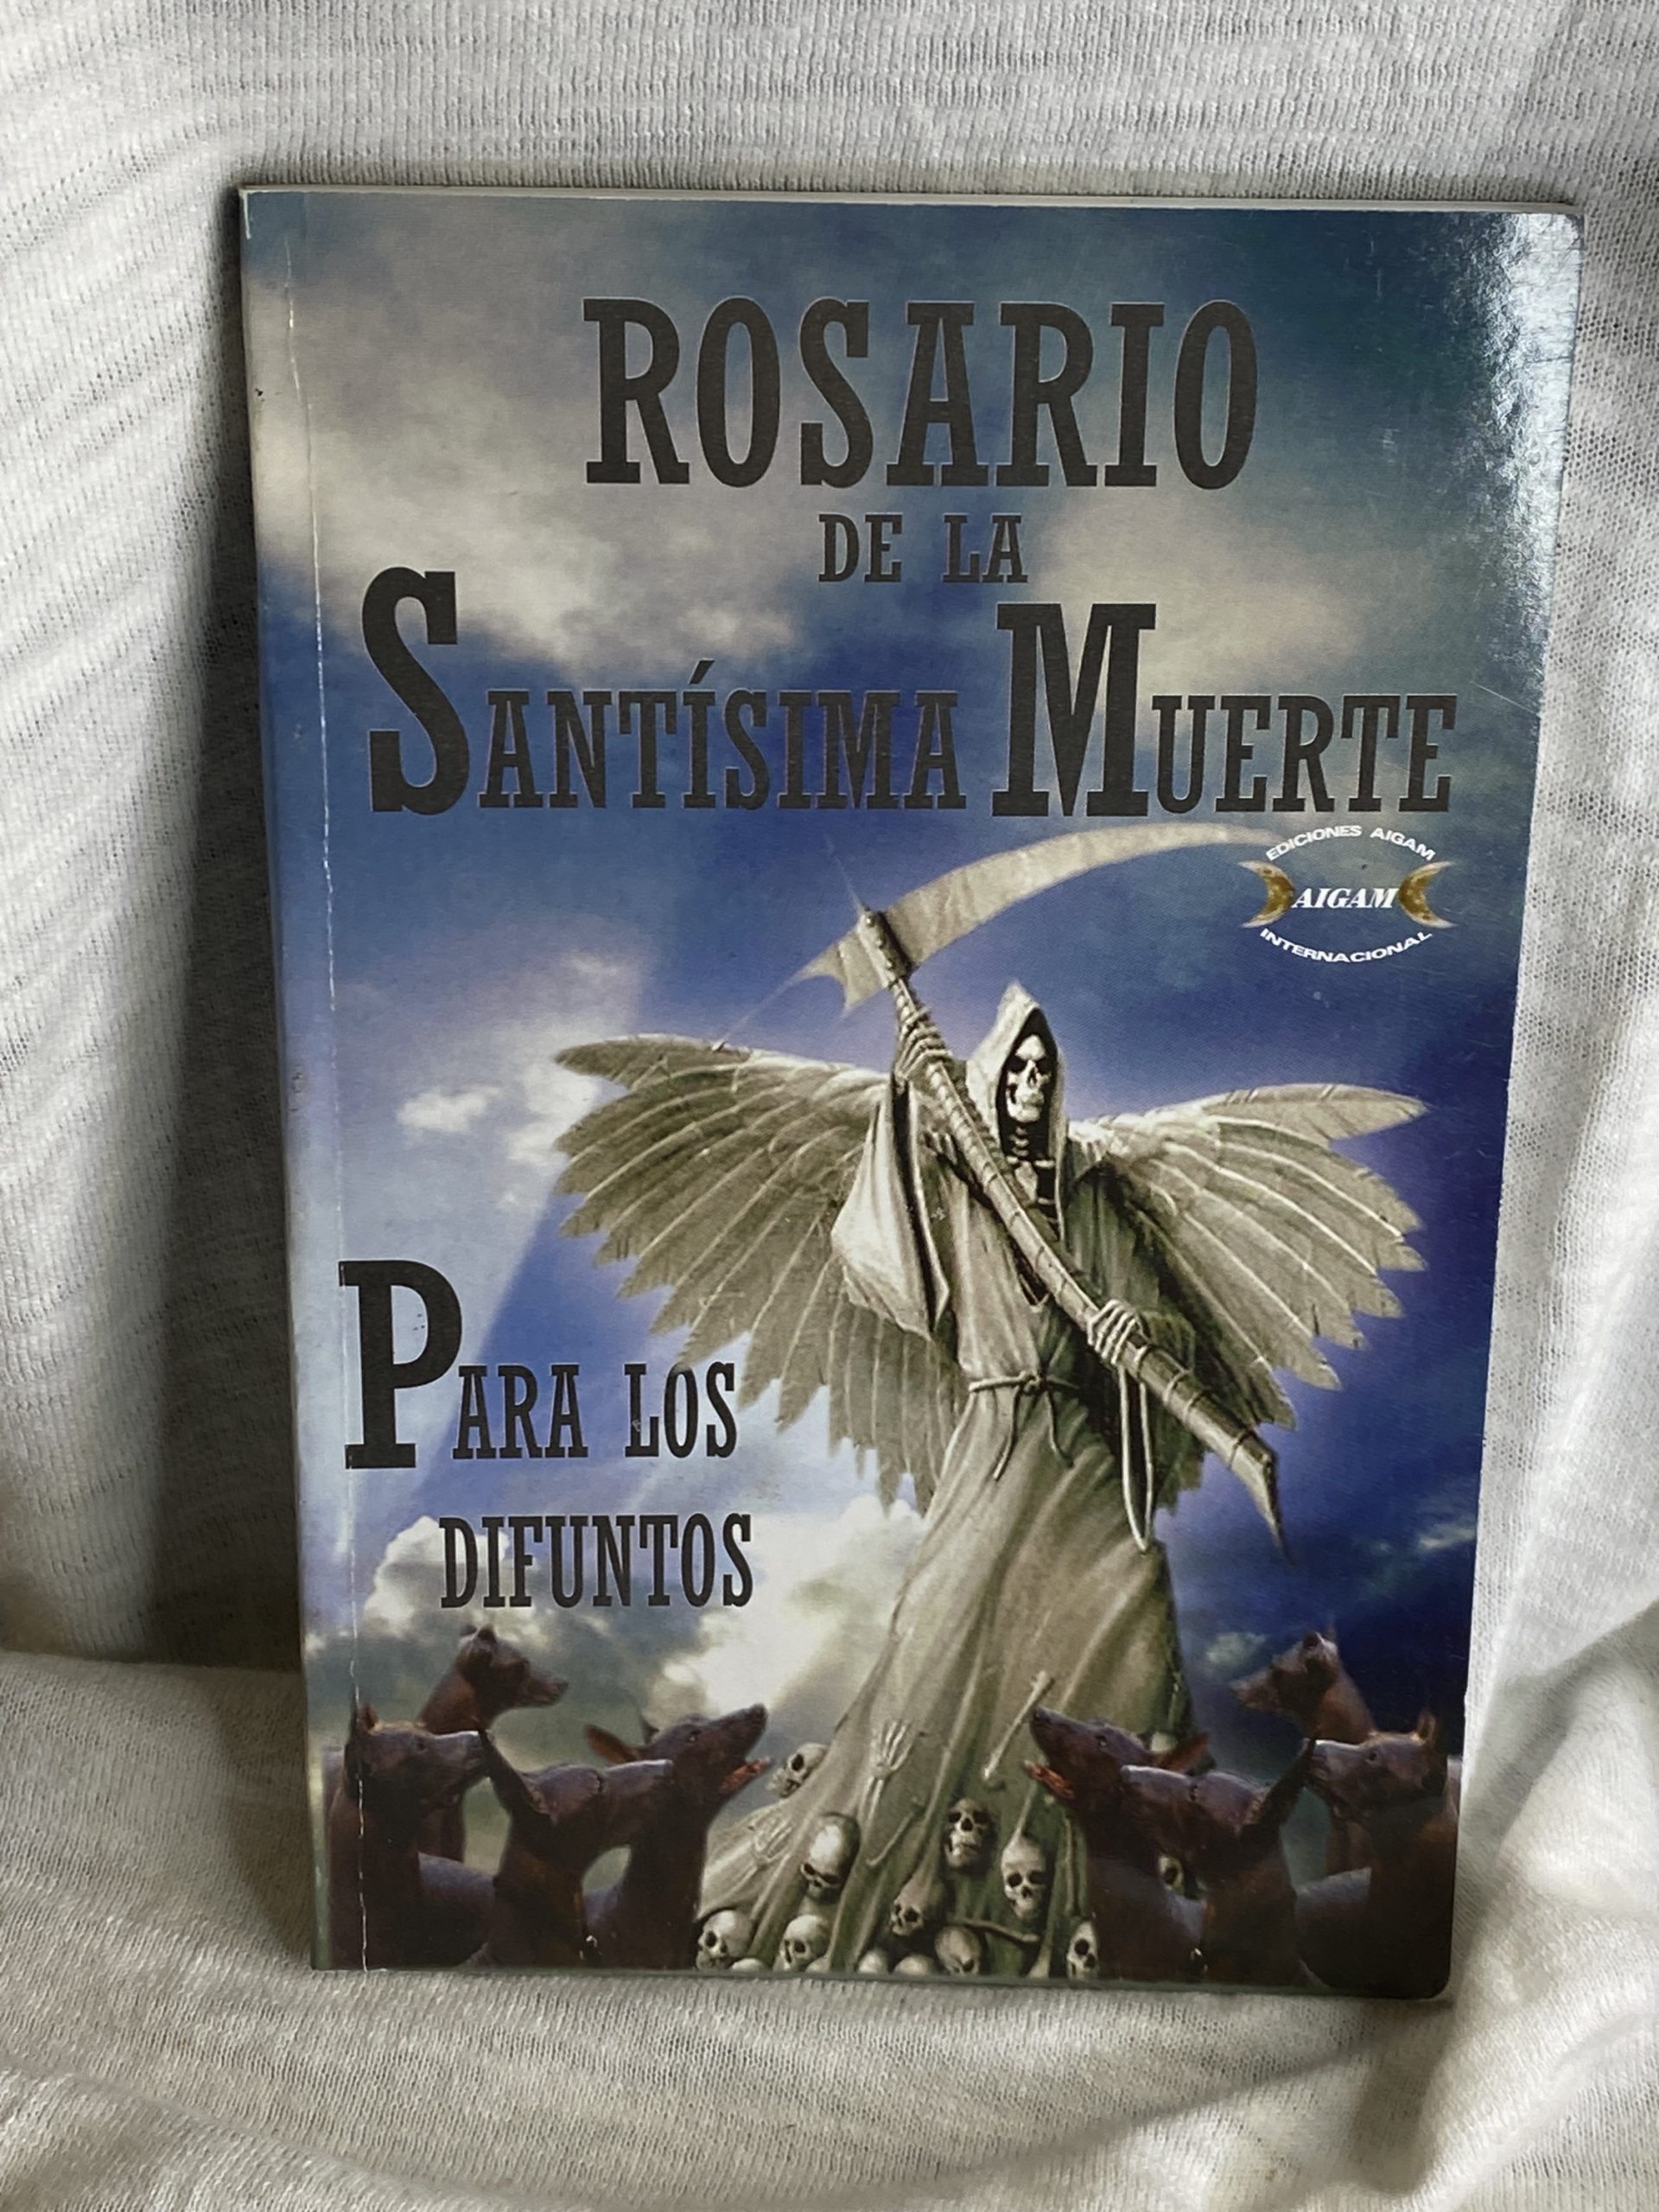 ROSARIO
DE LA
SANTÍSIMA MUERTE
EDICIONES AIGAM
AIGAM
INTERNACIONAL
PARA LOS
DIFUNTOS